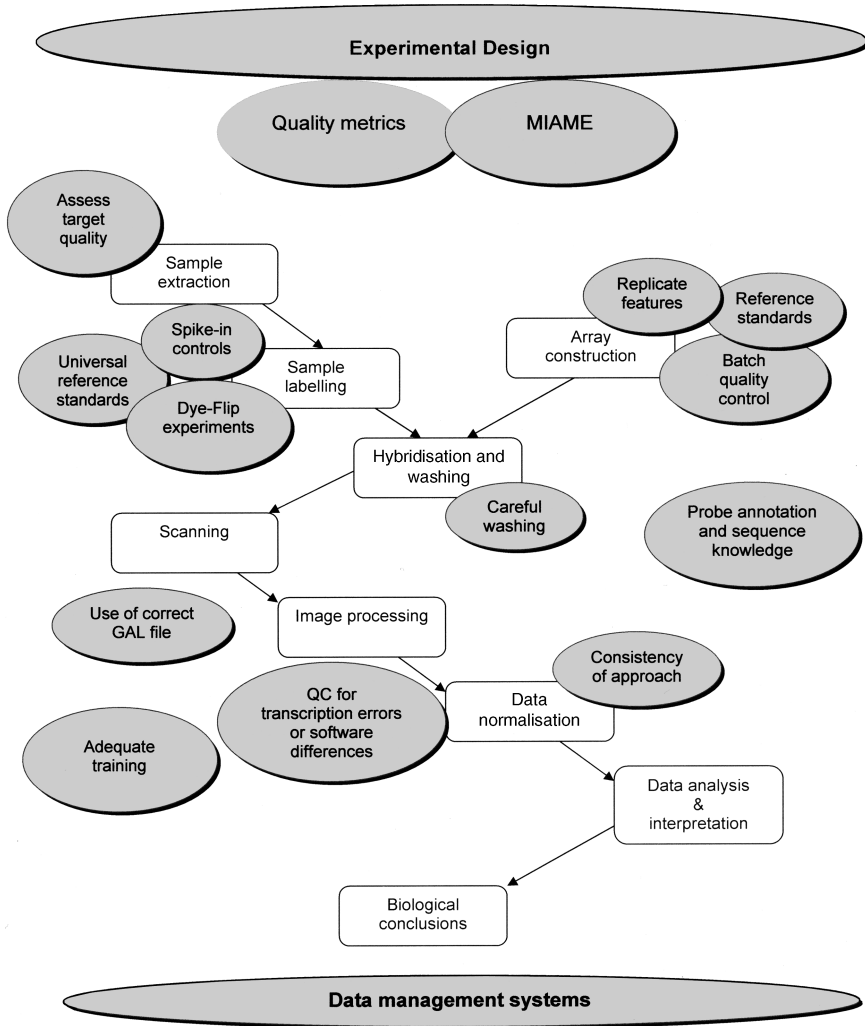 Experimental Design
Quality metrics
MIAME
Assess
target
quality
Sample
extraction
Replicate
features
Reference
standards
Spike-in
controls
Array
construction
Universal
reference
standards
Sample
labelling
Batch
quality
control
Dye-Flip
experiments
Hybridisation and
washing
Careful
washing
Probe annotation
and sequence
knowledge
Scanning
Use of correct
GAL file
Image processing
Consistency
of approach
QC for
transcription errors
or software
differences
Data
normalisation
Adequate
training
Data analysis
&
interpretation
Biological
conclusions
Data management systems